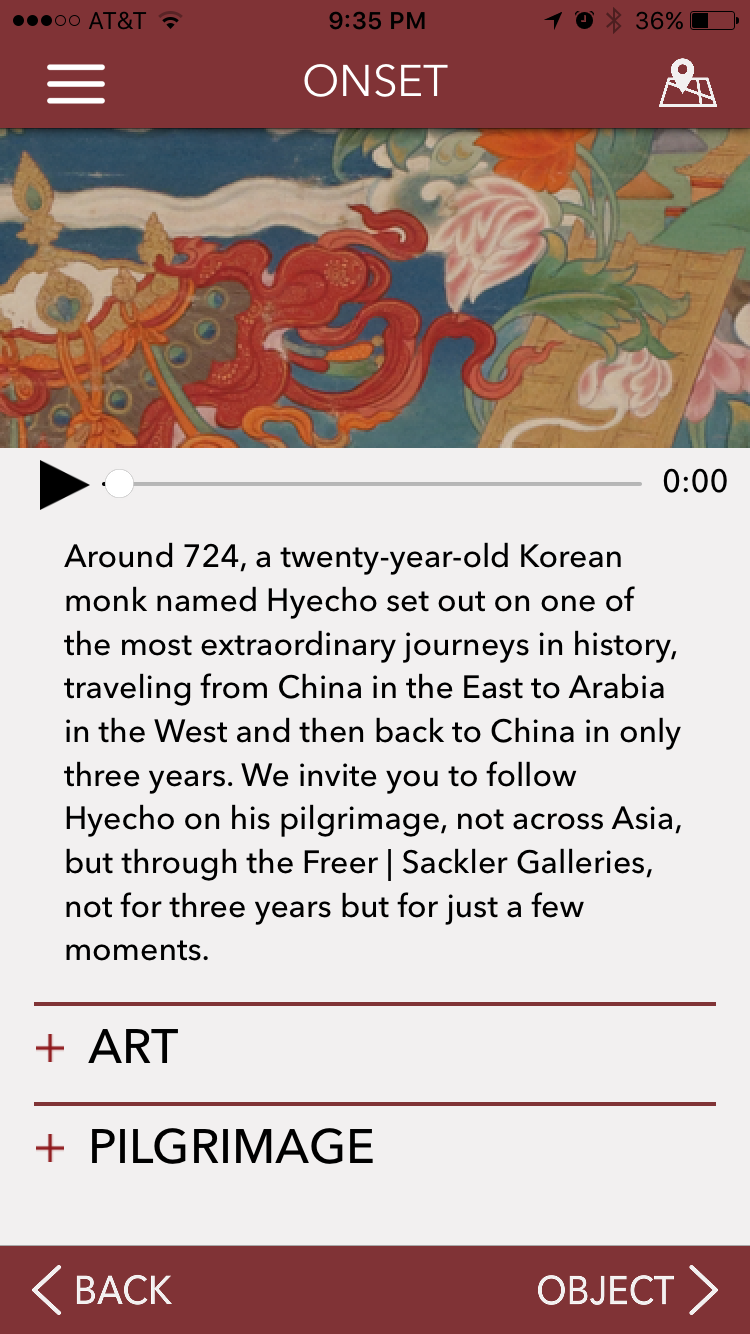 AT&T
9:35 PM
36%
ONSET
0:00
Around 724, a twenty-year-old Korean
monk named Hyecho set out on one of
the most extraordinary journeys in history,
traveling from China in the East to Arabia
in the West and then back to China in only
three years. We invite you to follow
Hyecho on his pilgrimage, not across Asia,
but through the Freer | Sackler Galleries,
not for three years but for just a few
moments.
+ ART
+ PILGRIMAGE
BACK
OBJECT